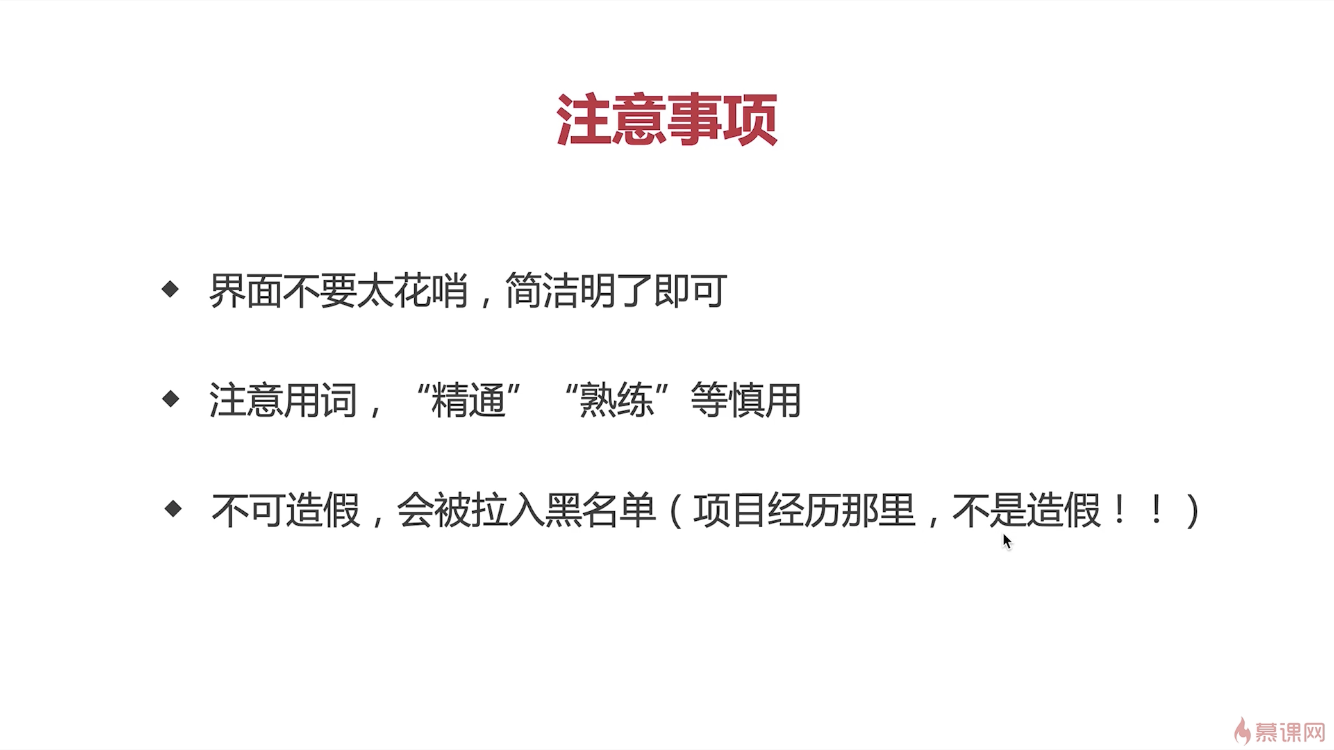 注意事项
界面不要太花哨，简洁明了即可
注意用词，“精通”“熟练”等慎用
不可造假，会被拉入黑名单（项目经历那里，不是造假！！）
慕课网